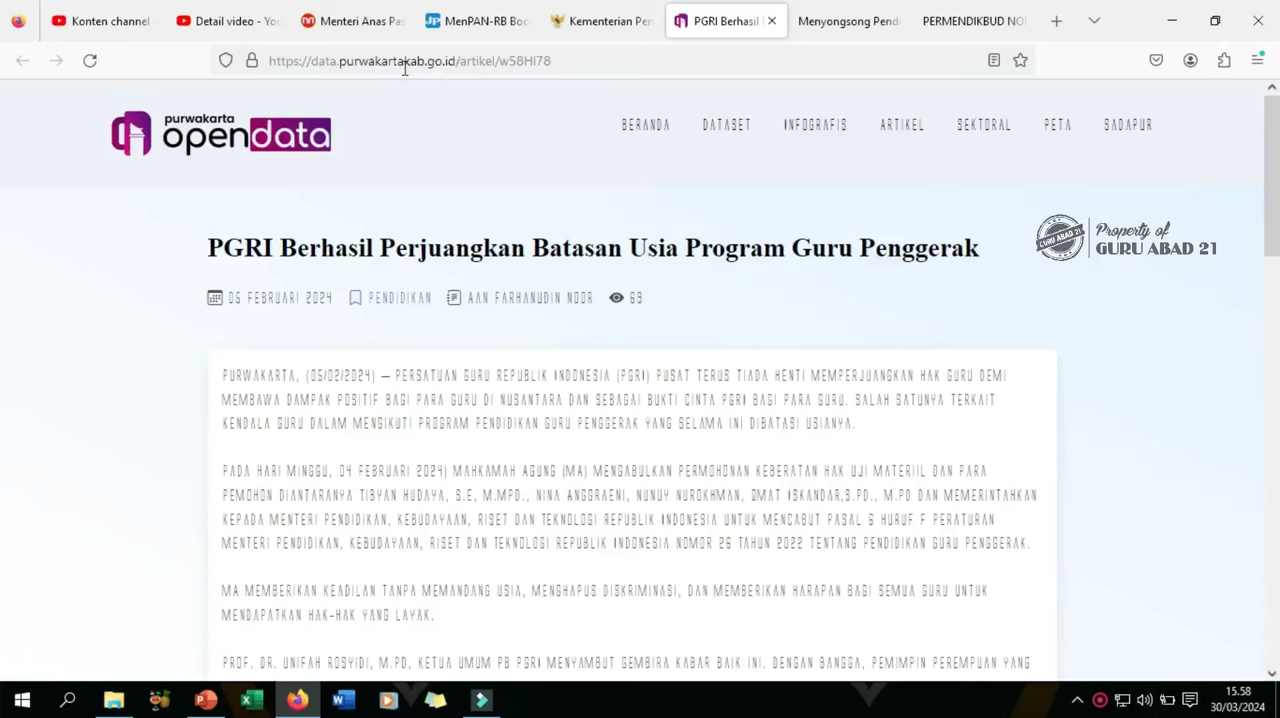 Konten channel
Detail video - You
Menteri Anas Pas
MenPAN-RB Boc
Kementerian Pen
PGRI Berhasil
Menyongsong Pendi
PERMENDIKBUD NO
https://data.purwakartakab.go.id/artikel/w58Hl78
purwakarta
opendata
BERANDA DATASET INFOGRAFIS ARTIKEL SEKTORAL PETA SADAPUR
PGRI Berhasil Perjuangkan Batasan Usia Program Guru Penggerak
GURU ABAD 21
Property of
GURU ABAD 21
05 FEBRUARI 2024 PENDIDIKAN AAN FARHANUDIN NOOR 69
PURWAKARTA, (05/02/2024) – PERSATUAN GURU REPUBLIK INDONESIA (PGRI) PUSAT TERUS TIADA HENTI MEMPERJUANGKAN HAK GURU DEMI
MEMBAWA DAMPAK POSITIF BAGI PARA GURU DI NUSANTARA DAN SEBAGAI BUKTI CINTA PGRI BAGI PARA GURU. SALAH SATUNYA TERKAIT
KENDALA GURU DALAM MENGIKUTI PROGRAM PENDIDIKAN GURU PENGGERAK YANG SELAMA INI DIBATASI USIANYA.
PADA HARI MINGGU, 04 FEBRUARI 2024) MAHKAMAH AGUNG (MA) MENGABULKAN PERMOHONAN KEBERATAN HAK UJI MATERIIL DAN PARA
PEMOHON DIANTARANYA TIBYAN HUDAYA, S.E, M.MPD., NINA ANGGRAENI, NUNUY NUROKHMAN, QMAT ISKANDAR,S.PD., M.PD DAN MEMERINTAHKAN
KEPADA MENTERI PENDIDIKAN, KEBUDAYAAN, RISET DAN TEKNOLOGI REPUBLIK INDONESIA UNTUK MENCABUT PASAL 6 HURUF F PERATURAN
MENTERI PENDIDIKAN, KEBUDAYAAN, RISET DAN TEKNOLOGI REPUBLIK INDONESIA NOMOR 26 TAHUN 2022 TENTANG PENDIDIKAN GURU PENGGERAK.
MA MEMBERIKAN KEADILAN TANPA MEMANDANG USIA, MENGHAPUS DISKRIMINASI, DAN MEMBERIKAN HARAPAN BAGI SEMUA GURU UNTUK
MENDAPATKAN HAK-HAK YANG LAYAK.
PROF. DR. UNIFAH ROSYIDI, M.PD, KETUA UMUM PB PGRI MENYAMBUT GEMBIRA KABAR BAIK INI. DENGAN BANGGA, PEMIMPIN PEREMPUAN YANG
15.58
30/03/2024